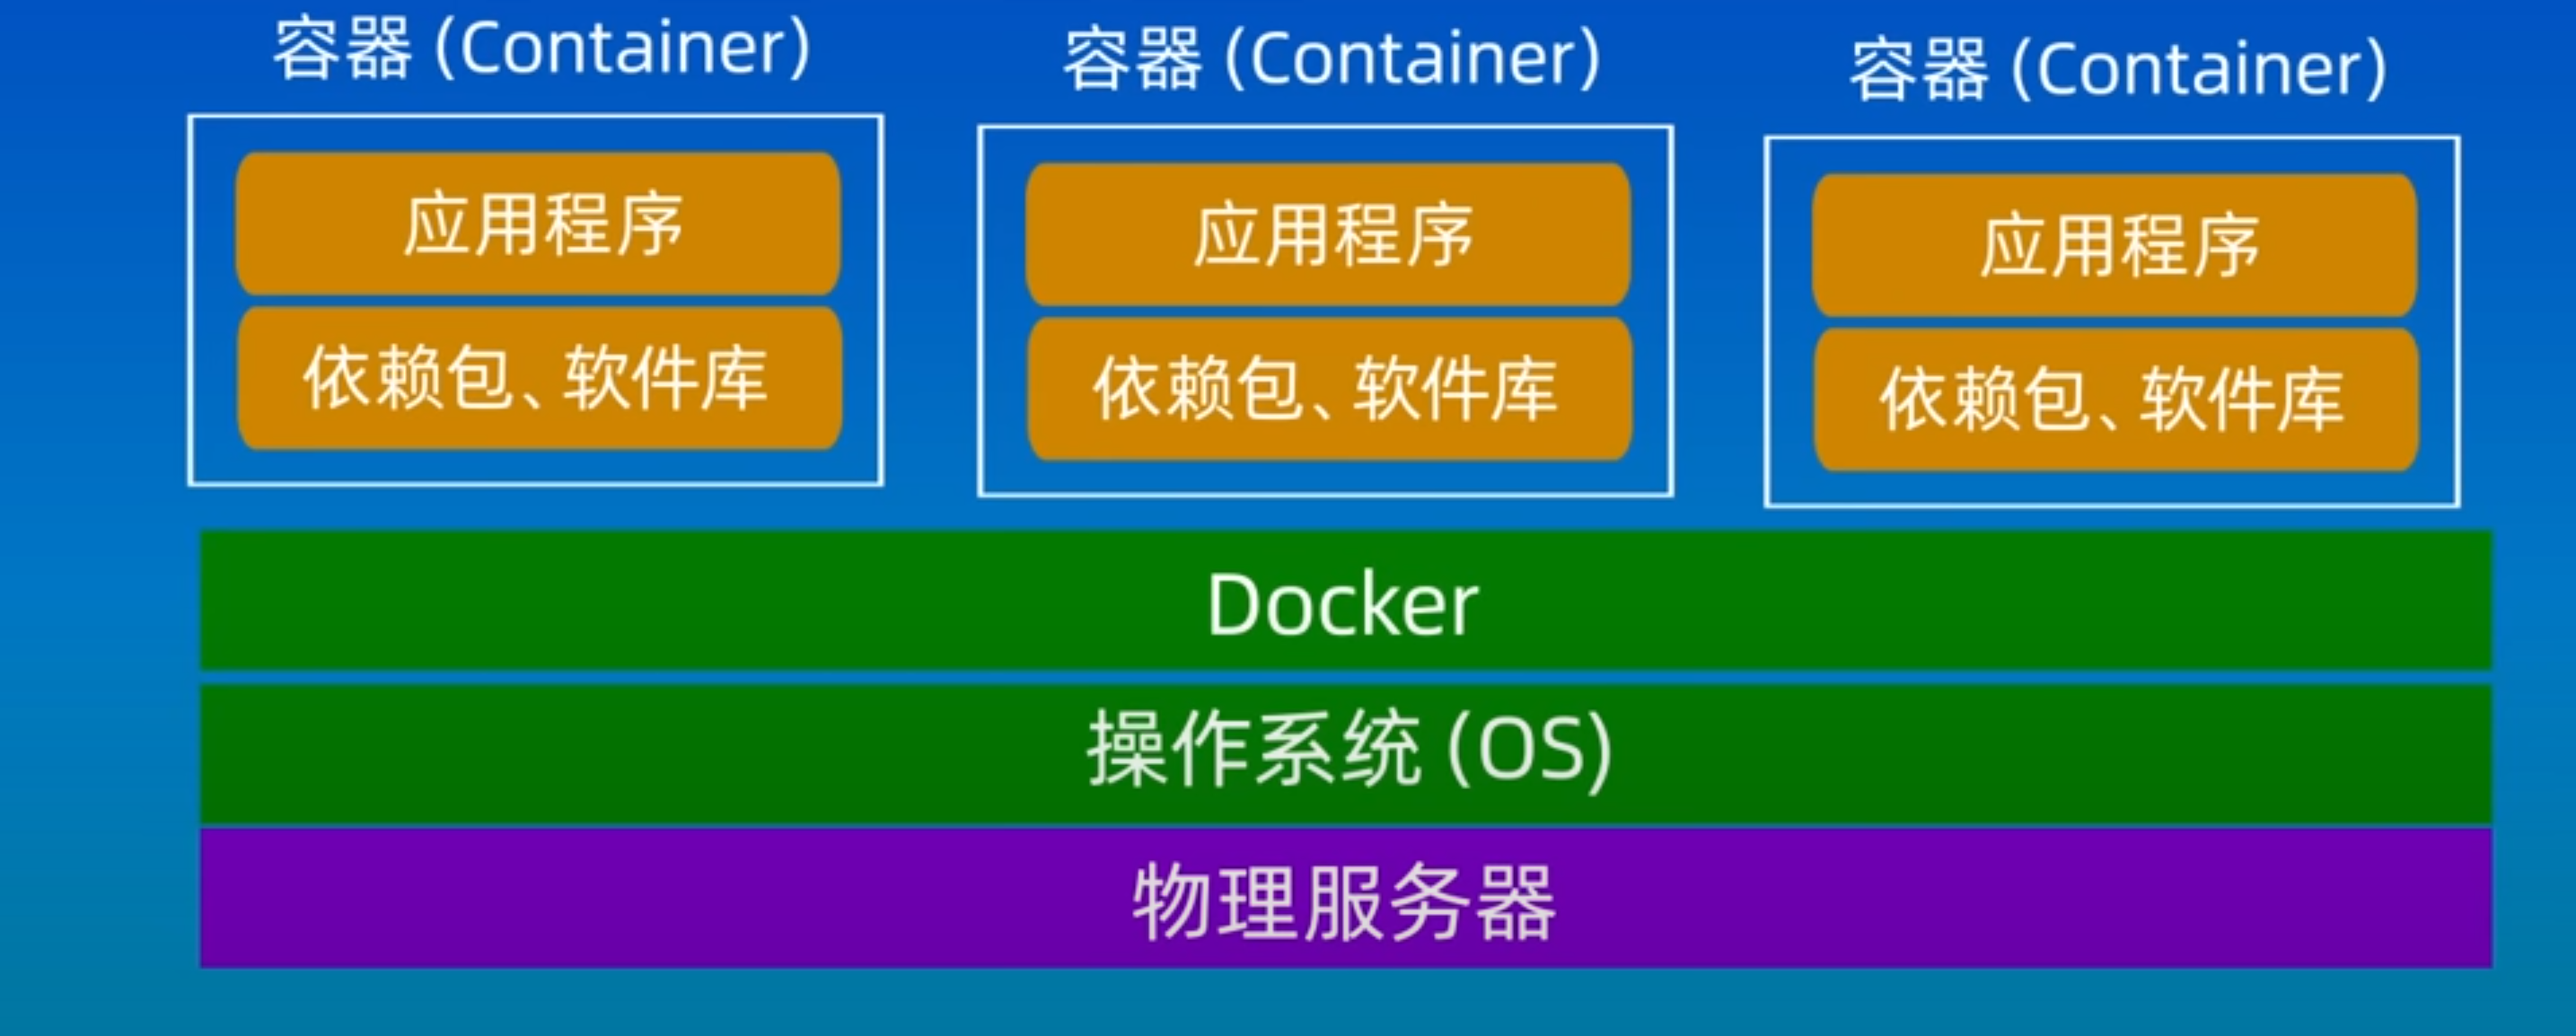 容器 (Container)
容器 (Container)
容器 (Container)
应用程序
应用程序
应用程序
依赖包、软件库
依赖包、软件库
依赖包、软件库
Docker
操作系统 (OS)
物理服务器